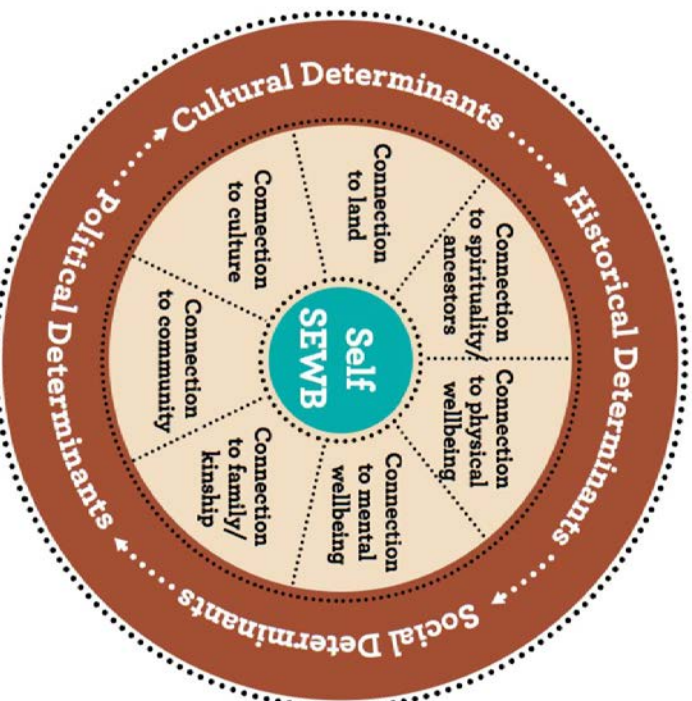 Self
SEWB
Connection
to spirituality/
ancestors
Connection
to physical
wellbeing
Connection
to mental
wellbeing
Connection
to family/
kinship
Connection
to community
Connection
to culture
Connection
to land
Historical Determinants
Social Determinants
Political Determinants
Cultural Determinants